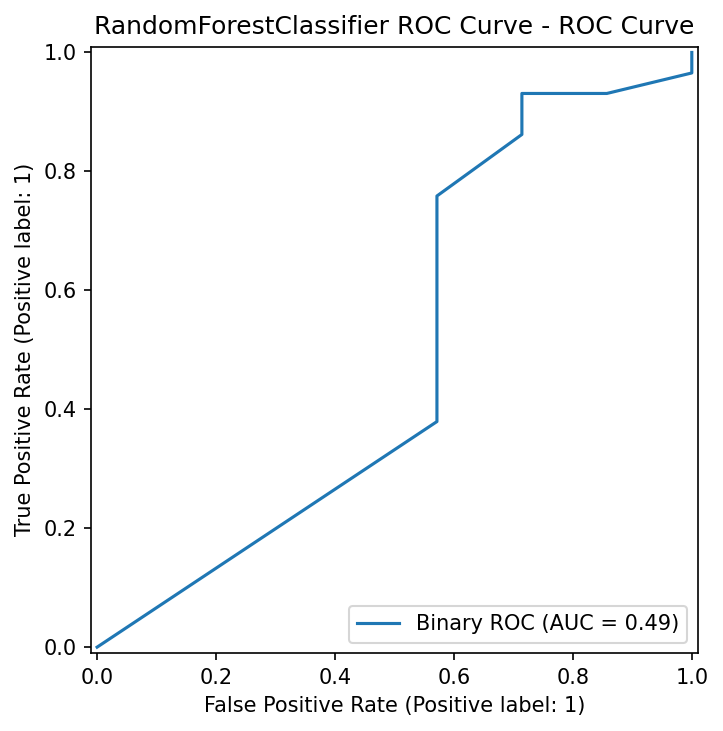 RandomForestClassifier ROC Curve - ROC Curve
1.0
0.8
0.6
0.4
0.2
0.0
True Positive Rate (Positive label: 1)
Binary ROC (AUC = 0.49)
0.0 0.2 0.4 0.6 0.8 1.0
False Positive Rate (Positive label: 1)